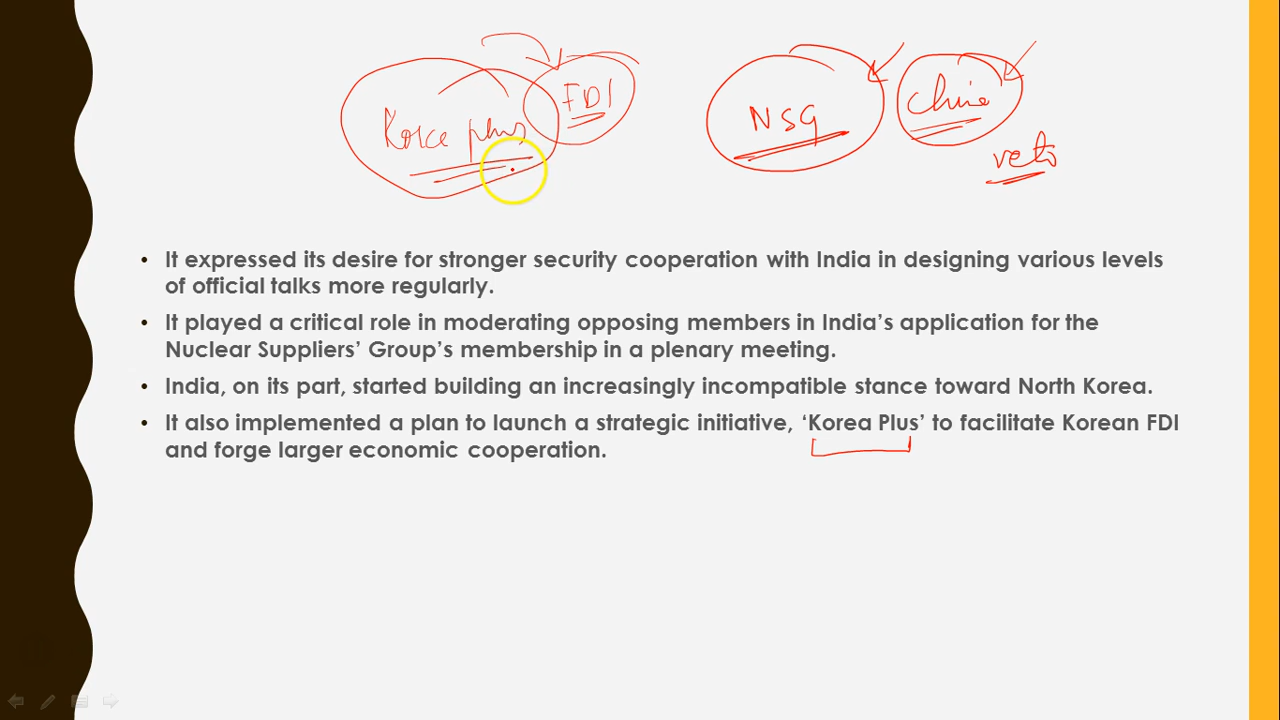 Korea plus
FDI
NSG
China
veto
• It expressed its desire for stronger security cooperation with India in designing various levels
of official talks more regularly.
• It played a critical role in moderating opposing members in India’s application for the
Nuclear Suppliers’ Group’s membership in a plenary meeting.
• India, on its part, started building an increasingly incompatible stance toward North Korea.
• It also implemented a plan to launch a strategic initiative, ‘Korea Plus’ to facilitate Korean FDI
and forge larger economic cooperation.